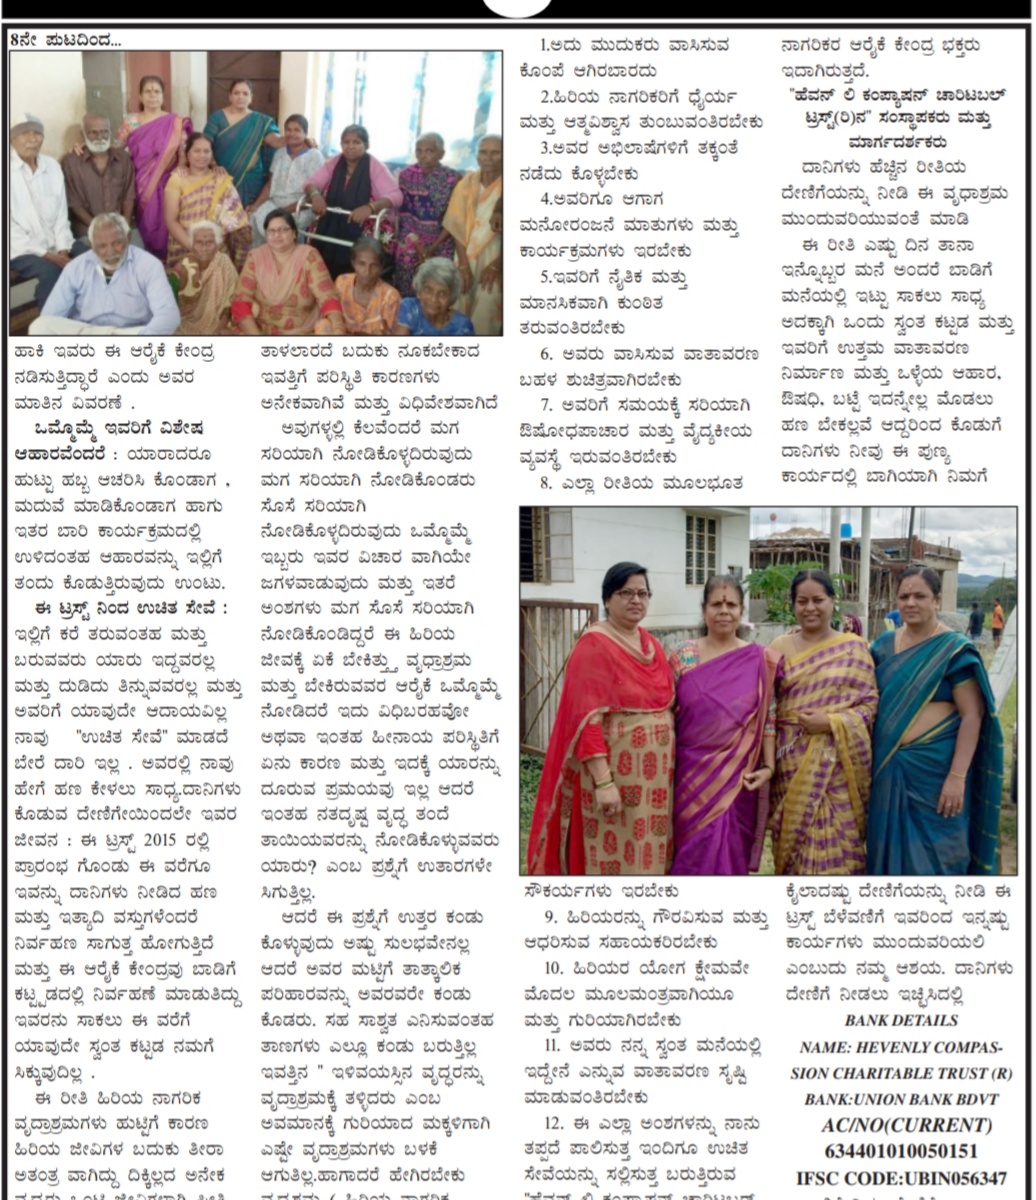 8ನೇ ಪುಟದಿಂದ...
ಹಾಕಿ ಇವರು ಈ ಆರೈಕೆ ಕೇಂದ್ರ
ನಡಿಸುತ್ತಿದ್ದಾರೆ ಎಂದು ಅವರ
ಮಾತಿನ ವಿವರಣೆ .
ಒಮ್ಮೊಮ್ಮೆ ಇವರಿಗೆ ವಿಶೇಷ
ಆಹಾರವೆಂದರೆ : ಯಾರಾದರೂ
ಹುಟ್ಟು ಹಬ್ಬ ಆಚರಿಸಿ ಕೊಂಡಾಗ ,
ಮದುವೆ ಮಾಡಿಕೊಂಡಾಗ ಹಾಗು
ಇತರ ಬಾರಿ ಕಾರ್ಯಕ್ರಮದಲ್ಲಿ
ಉಳಿದಂತಹ ಆಹಾರವನ್ನು ಇಲ್ಲಿಗೆ
ತಂದು ಕೊಡುತ್ತಿರುವುದು ಉಂಟು.
ಈ ಟ್ರಸ್ಟ್ ನಿಂದ ಉಚಿತ ಸೇವೆ :
ಇಲ್ಲಿಗೆ ಕರೆ ತರುವಂತಹ ಮತ್ತು
ಬರುವವರು ಯಾರು ಇದ್ದವರಲ್ಲ
ಮತ್ತು ದುಡಿದು ತಿನ್ನುವವರಲ್ಲ ಮತ್ತು
ಅವರಿಗೆ ಯಾವುದೇ ಆದಾಯವಿಲ್ಲ
ನಾವು "ಉಚಿತ ಸೇವೆ" ಮಾಡದೆ
ಬೇರೆ ದಾರಿ ಇಲ್ಲ . ಅವರಲ್ಲಿ ನಾವು
ಹೇಗೆ ಹಣ ಕೇಳಲು ಸಾಧ್ಯ.ದಾನಿಗಳು
ಕೊಡುವ ದೇಣಿಗೇಯಿಂದಲೇ ಇವರ
ಜೀವನ : ಈ ಟ್ರಸ್ಟ್ 2015 ರಲ್ಲಿ
ಪ್ರಾರಂಭ ಗೊಂಡು ಈ ವರೆಗೂ
ಇವನ್ನು ದಾನಿಗಳು ನೀಡಿದ ಹಣ
ಮತ್ತು ಇತ್ಯಾದಿ ವಸ್ತುಗಳೆಂದರೆ
ನಿರ್ವಹಣ ಸಾಗುತ್ತ ಹೋಗುತ್ತಿದೆ
ಮತ್ತು ಈ ಆರೈಕೆ ಕೇಂದ್ರವು ಬಾಡಿಗೆ
ಕಟ್ಟ್ಟಡದಲ್ಲಿ ನಿರ್ವಹಣೆ ಮಾಡುತಿದ್ದು
ಇವರನು ಸಾಕಲು ಈ ವರೆಗೆ
ಯಾವುದೇ ಸ್ವಂತ ಕಟ್ಟಡ ನಮಗೆ
ಸಿಕ್ಕುವುದಿಲ್ಲ .
ಈ ರೀತಿ ಹಿರಿಯ ನಾಗರಿಕ
ವೃದಾಶ್ರಮಗಳು ಹುಟ್ಟಿಗೆ ಕಾರಣ
ಹಿರಿಯ ಜೀವಿಗಳ ಬದುಕು ತೀರಾ
ಅತಂತ್ರ ವಾಗಿದ್ದು ದಿಕ್ಕಿಲ್ಲದ ಅನೇಕ
ತಾಳಲಾರದೆ ಬದುಕು ನೂಕಬೇಕಾದ
ಇವತ್ತಿಗೆ ಪರಿಸ್ಥಿತಿ ಕಾರಣಗಳು
ಅನೇಕವಾಗಿವೆ ಮತ್ತು ವಿಧಿವೇಶವಾಗಿದೆ
ಅವುಗಳ್ಳಲ್ಲಿ ಕೆಲವೆಂದರೆ ಮಗ
ಸರಿಯಾಗಿ ನೋಡಿಕೊಳ್ಳದಿರುವುದು
ಮಗ ಸರಿಯಾಗಿ ನೋಡಿಕೊಂಡರು
ಸೊಸೆ ಸರಿಯಾಗಿ
ನೋಡಿಕೊಳ್ಳದಿರುವುದು ಒಮ್ಮೊಮ್ಮೆ
ಇಬ್ಬರು ಇವರ ವಿಚಾರ ವಾಗಿಯೇ
ಜಗಳವಾಡುವುದು ಮತ್ತು ಇತರೆ
ಅಂಶಗಳು ಮಗ ಸೊಸೆ ಸರಿಯಾಗಿ
ನೋಡಿಕೊಂಡಿದ್ದರೆ ಈ ಹಿರಿಯ
ಜೀವಕ್ಕೆ ಏಕೆ ಬೇಕಿತ್ತ್ತು ವೃಧ್ರಾಶ್ರಮ
ಮತ್ತು ಬೇಕಿರುವವರ ಆರೈಕೆ ಒಮ್ಮೊಮ್ಮೆ
ನೋಡಿದರೆ ಇದು ವಿಧಿಬರಹವೋ
ಅಥವಾ ಇಂತಹ ಹೀನಾಯ ಪರಿಸ್ಥಿತಿಗೆ
ಏನು ಕಾರಣ ಮತ್ತು ಇದಕ್ಕೆ ಯಾರನ್ನು
ದೂರುವ ಪ್ರಮಯವು ಇಲ್ಲ ಆದರೆ
ಇಂತಹ ನತದೃಷ್ಟ ವೃದ್ಧ ತಂದೆ
ತಾಯಿಯವರನ್ನು ನೋಡಿಕೊಳ್ಳುವವರು
ಯಾರು? ಎಂಬ ಪ್ರಶ್ನೆಗೆ ಉತಾರಗಳೇ
ಸಿಗುತ್ತಿಲ್ಲ.
ಆದರೆ ಈ ಪ್ರಶ್ನೆಗೆ ಉತ್ತರ ಕಂಡು
ಕೊಳ್ಳುವುದು ಅಷ್ಟು ಸುಲಭವೇನಲ್ಲ
ಆದರೆ ಅವರ ಮಟ್ಟಿಗೆ ತಾತ್ಕಾಲಿಕ
ಪರಿಹಾರವನ್ನು ಅವರವರೇ ಕಂಡು
ಕೊಡರು. ಸಹ ಸಾಶ್ವತ ಎನಿಸುವಂತಹ
ತಾಣಗಳು ಎಲ್ಲೂ ಕಂಡು ಬರುತ್ತಿಲ್ಲ
ಇವತ್ತಿನ " ಇಳಿವಯಸ್ಸಿನ ವೃದ್ಧರನ್ನು
ವೃದ್ರಾಶ್ರಮಕ್ಕೆ ತಳ್ಳಿದರು ಎಂಬ
ಅವಮಾನಕ್ಕೆ ಗುರಿಯಾದ ಮಕ್ಕಳಿಗಾಗಿ
ಎಷ್ಟೇ ವೃದ್ರಾಶ್ರಮಗಳು ಬಳಕೆ
ಆಗುತ್ತಿಲ್ಲ.ಹಾಗಾದರೆ ಹೇಗಿರಬೇಕು
1.ಅದು ಮುದುಕರು ವಾಸಿಸುವ
ಕೊಂಪೆ ಆಗಿರಬಾರದು
2.ಹಿರಿಯ ನಾಗರಿಕರಿಗೆ ಧೈರ್ಯ
ಮತ್ತು ಆತ್ಮವಿಶ್ವಾಸ ತುಂಬುವಂತಿರಬೇಕು
3.ಅವರ ಅಭಿಲಾಷೆಗಳಿಗೆ ತಕ್ಕಂತೆ
ನಡೆದು ಕೊಳ್ಳಬೇಕು
4.ಅವರಿಗೂ ಆಗಾಗ
ಮನೋರಂಜನೆ ಮಾತುಗಳು ಮತ್ತು
ಕಾರ್ಯಕ್ರಮಗಳು ಇರಬೇಕು
5.ಇವರಿಗೆ ನೈತಿಕ ಮತ್ತು
ಮಾನಸಿಕವಾಗಿ ಕುಂಠಿತ
ತರುವಂತಿರಬೇಕು
6. ಅವರು ವಾಸಿಸುವ ವಾತಾವರಣ
ಬಹಳ ಶುಚಿತ್ರವಾಗಿರಬೇಕು
7. ಅವರಿಗೆ ಸಮಯಕ್ಕೆ ಸರಿಯಾಗಿ
ಔಷೋಧಪಾಚಾರ ಮತ್ತು ವೈದ್ಯಕೀಯ
ವ್ಯವಸ್ಥೆ ಇರುವಂತಿರಬೇಕು
8. ಎಲ್ಲಾ ರೀತಿಯ ಮೂಲಭೂತ
ಸೌಕರ್ಯಗಳು ಇರಬೇಕು
9. ಹಿರಿಯರನ್ನು ಗೌರವಿಸುವ ಮತ್ತು
ಆಧರಿಸುವ ಸಹಾಯಕರಿರಬೇಕು
10. ಹಿರಿಯರ ಯೋಗ ಕ್ಷೇಮವೇ
ಮೊದಲ ಮೂಲಮಂತ್ರವಾಗಿಯೂ
ಮತ್ತು ಗುರಿಯಾಗಿರಬೇಕು
11. ಅವರು ನನ್ನ ಸ್ವಂತ ಮನೆಯಲ್ಲಿ
ಇದ್ದೇನೆ ಎನ್ನುವ ವಾತಾವರಣ ಸೃಷ್ಟಿ
ಮಾಡುವಂತಿರಬೇಕು
12. ಈ ಎಲ್ಲಾ ಅಂಶಗಳನ್ನು ನಾನು
ತಪ್ಪದೆ ಪಾಲಿಸುತ್ತ ಇಂದಿಗೂ ಉಚಿತ
ಸೇವೆಯನ್ನು ಸಲ್ಲಿಸುತ್ತ ಬರುತ್ತಿರುವ
"ಹೆವನ್ ಲಿ ಕಂಪ್ಯಾಷನ್ ಚಾರಿಟಬಲ್
ನಾಗರಿಕರ ಆರೈಕೆ ಕೇಂದ್ರ ಭಕ್ತರು
ಇದಾಗಿರುತ್ತದೆ.
"ಹೆವನ್ ಲಿ ಕಂಪ್ಯಾಷನ್ ಚಾರಿಟಬಲ್
ಟ್ರಸ್ಟ್(ರಿ)ನ" ಸಂಸ್ಥಾಪಕರು ಮತ್ತು
ಮಾರ್ಗದರ್ಶಕರು
ದಾನಿಗಳು ಹೆಚ್ಚಿನ ರೀತಿಯ
ದೇಣಿಗೆಯನ್ನು ನೀಡಿ ಈ ವೃಧಾಶ್ರಮ
ಮುಂದುವರಿಯುವಂತೆ ಮಾಡಿ
ಈ ರೀತಿ ಎಷ್ಟು ದಿನ ತಾನಾ
ಇನ್ನೊಬ್ಬರ ಮನೆ ಅಂದರೆ ಬಾಡಿಗೆ
ಮನೆಯಲ್ಲಿ ಇಟ್ಟು ಸಾಕಲು ಸಾಧ್ಯ
ಅದಕ್ಕಾಗಿ ಒಂದು ಸ್ವಂತ ಕಟ್ಟಡ ಮತ್ತು
ಇವರಿಗೆ ಉತ್ತಮ ವಾತಾವರಣ
ನಿರ್ಮಾಣ ಮತ್ತು ಒಳ್ಳೆಯ ಆಹಾರ,
ಔಷಧಿ, ಬಟ್ಟೆ ಇದನ್ನೇಲ್ಲ ಮೊಡಲು
ಹಣ ಬೇಕಲ್ಲವೆ ಆದ್ದರಿಂದ ಕೊಡುಗೆ
ದಾನಿಗಳು ನೀವು ಈ ಪುಣ್ಯ
ಕಾರ್ಯದಲ್ಲಿ ಬಾಗಿಯಾಗಿ ನಿಮಗೆ
ಕೈಲಾದಷ್ಟು ದೇಣಿಗೆಯನ್ನು ನೀಡಿ ಈ
ಟ್ರಸ್ಟ್ ಬೆಳೆವಣಿಗೆ ಇವರಿಂದ ಇನ್ನಷ್ಟು
ಕಾರ್ಯಗಳು ಮುಂದುವರಿಯಲಿ
ಎಂಬುದು ನಮ್ಮ ಆಶಯ. ದಾನಿಗಳು
ದೇಣಿಗೆ ನೀಡಲು ಇಚ್ಛಿಸಿದಲ್ಲಿ
BANK DETAILS
NAME: HEVENLY COMPAS-
SION CHARITABLE TRUST (R)
BANK:UNION BANK BDVT
AC/NO(CURRENT)
634401010050151
IFSC CODE:UBIN056347